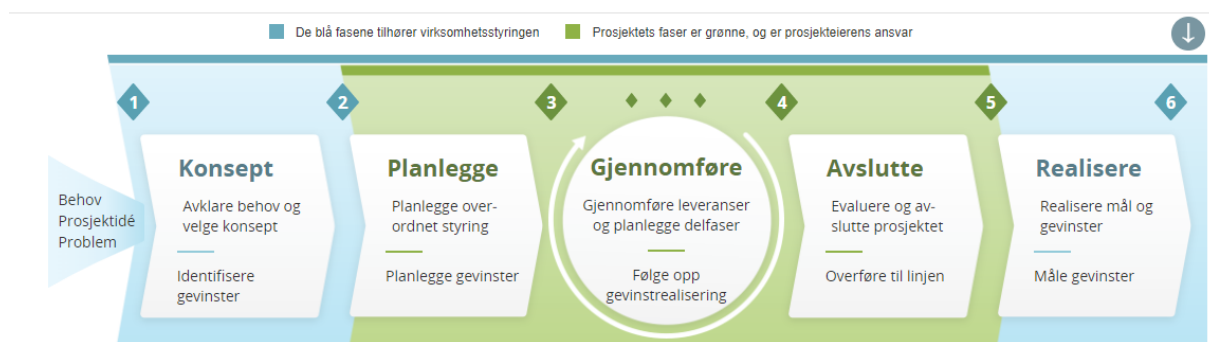 De blå fasene tilhører virksomhetsstyringen
Prosjektets faser er grønne, og er prosjekteierens ansvar
1
2
3
4
5
6
Behov
Prosjektidé
Problem
Konsept
Avklare behov og
velge konsept
Identifisere
gevinster
Planlegge
Planlegge over-
ordnet styring
Planlegge gevinster
Gjennomføre
Gjennomføre leveranser
og planlegge delfaser
Følge opp
gevinstrealisering
Avslutte
Evaluere og av-
slutte prosjektet
Overføre til linjen
Realisere
Realisere mål og
gevinster
Måle gevinster